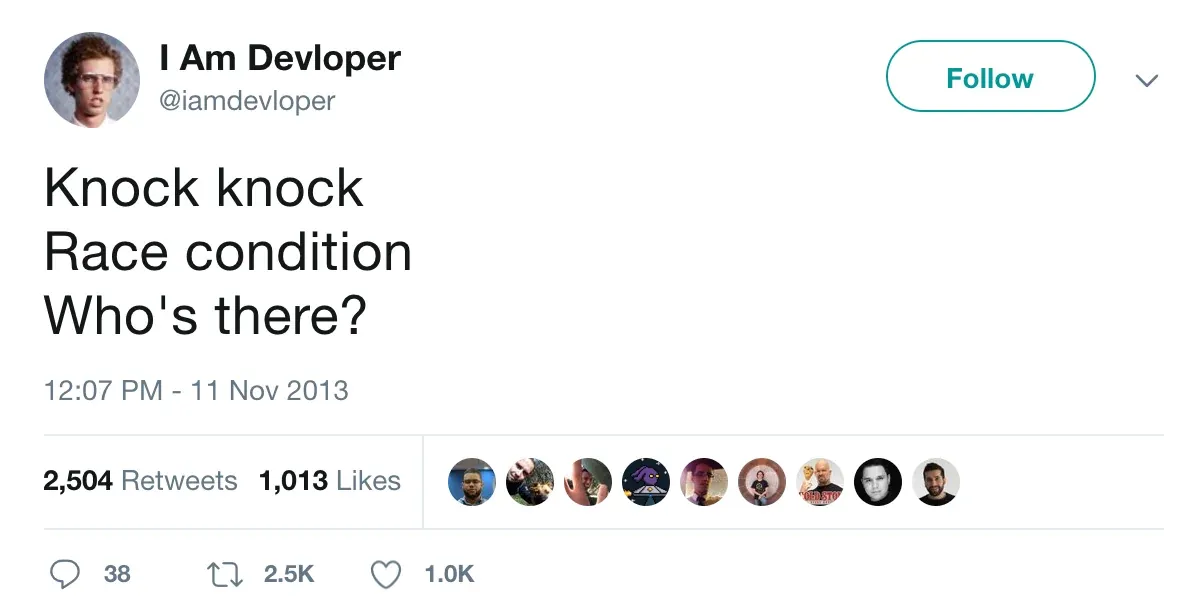 I Am Devloper
@iamdevloper
Follow
Knock knock
Race condition
Who's there?
12:07 PM - 11 Nov 2013
2,504 Retweets 1,013 Likes
38 2.5K 1.0K